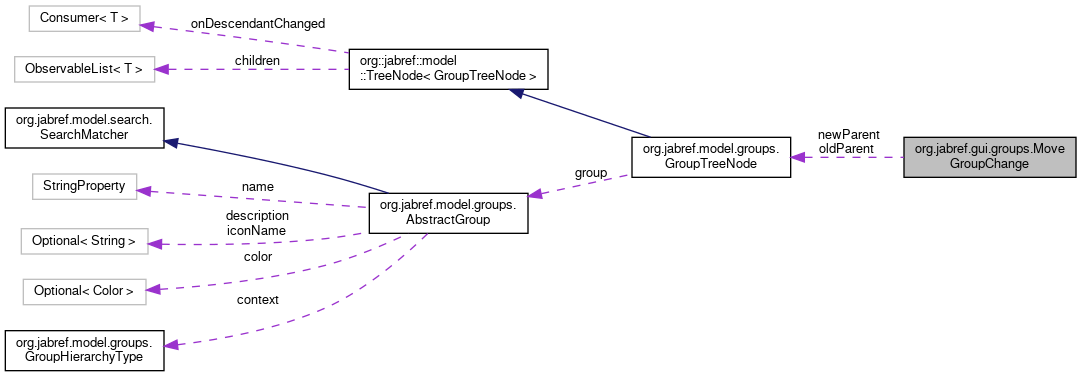 Consumer< T >
onDescendantChanged
ObservableList< T >
children
org::jabref::model
::TreeNode< GroupTreeNode >
org.jabref.model.search.
SearchMatcher
org.jabref.model.groups.
GroupTreeNode
newParent
oldParent
org.jabref.gui.groups.Move
GroupChange
StringProperty
name
group
org.jabref.model.groups.
AbstractGroup
description
iconName
Optional< String >
color
Optional< Color >
context
org.jabref.model.groups.
GroupHierarchyType